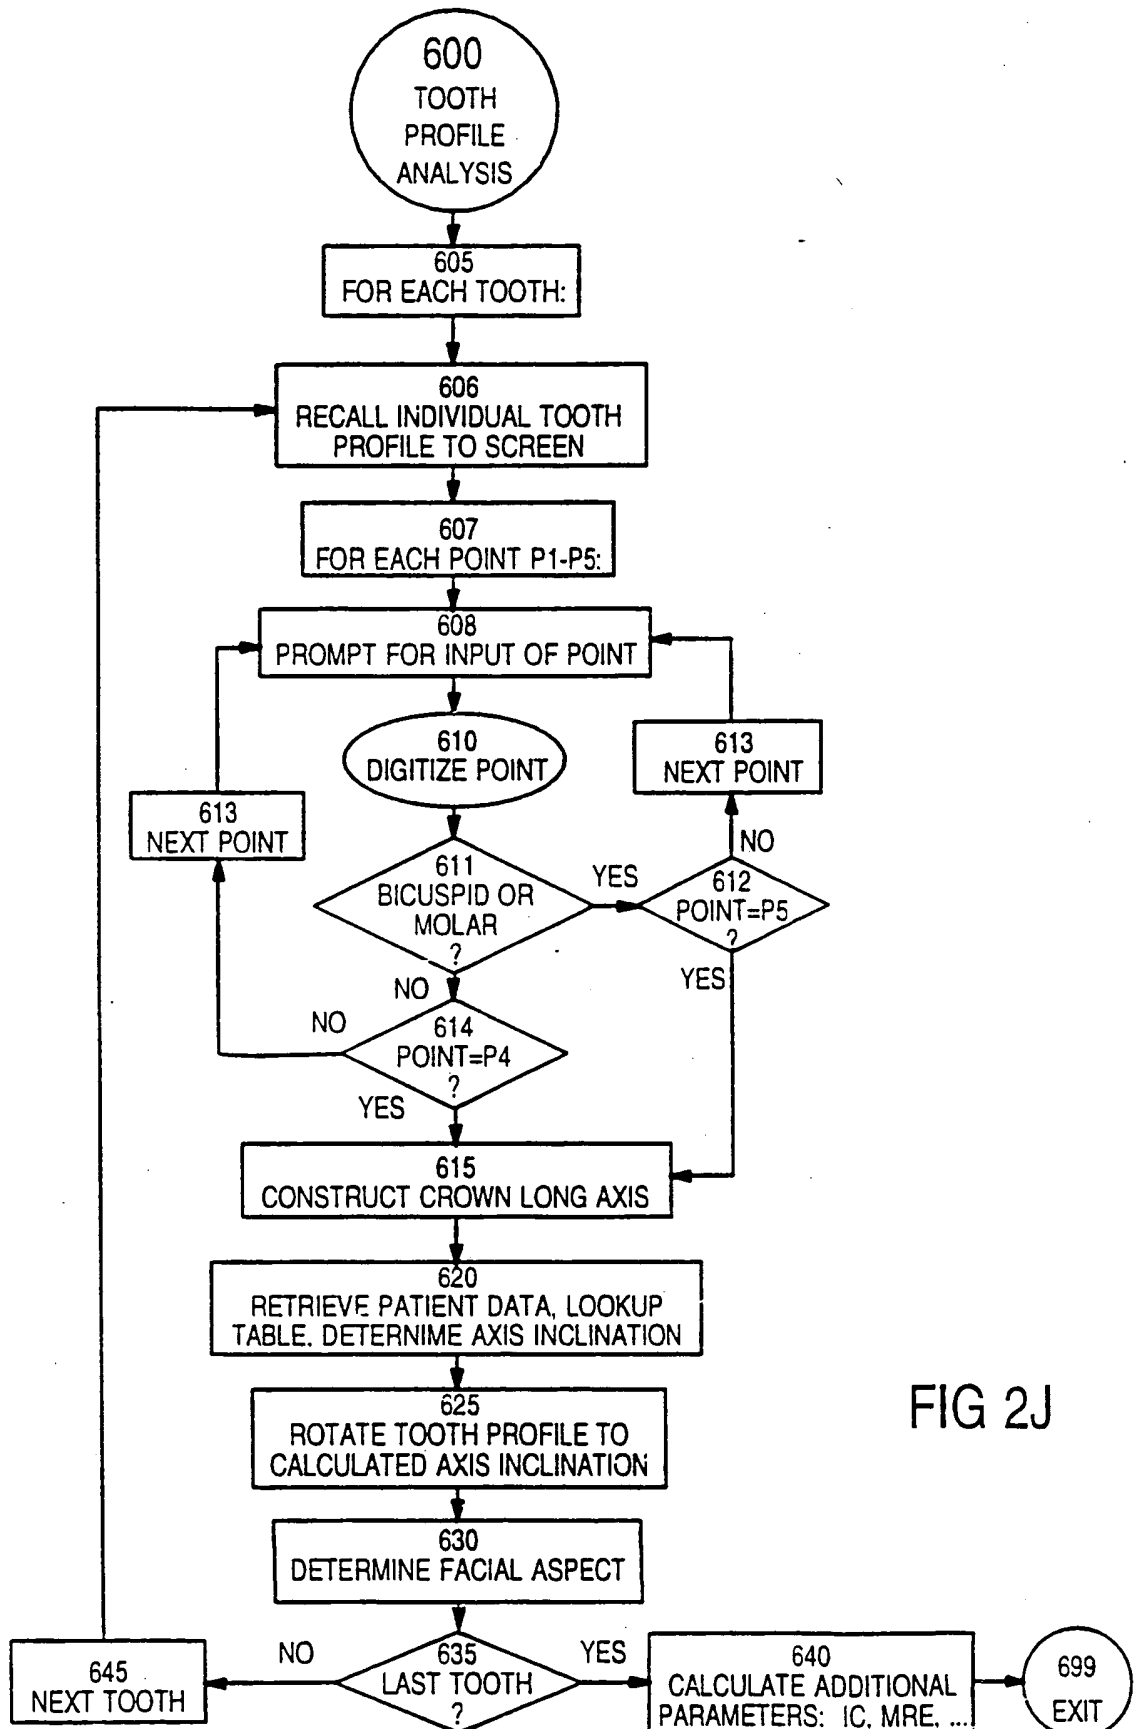 600
TOOTH
PROFILE
ANALYSIS
605
FOR EACH TOOTH:
606
RECALL INDIVIDUAL TOOTH
PROFILE TO SCREEN
607
FOR EACH POINT P1-P5:
608
PROMPT FOR INPUT OF POINT
610
DIGITIZE POINT
613
NEXT POINT
613
NEXT POINT
611
BICUSPID OR
MOLAR
?
YES
NO
612
POINT=P5
?
NO
YES
614
POINT=P4
?
NO
YES
615
CONSTRUCT CROWN LONG AXIS
620
RETRIEVE PATIENT DATA, LOOKUP
TABLE. DETERNIME AXIS INCLINATION
625
ROTATE TOOTH PROFILE TO
CALCULATED AXIS INCLINATION
FIG 2J
630
DETERMINE FACIAL ASPECT
635
LAST TOOTH
?
NO
YES
645
NEXT TOOTH
640
CALCULATE ADDITIONAL
PARAMETERS: IC, MRE, ...
699
EXIT